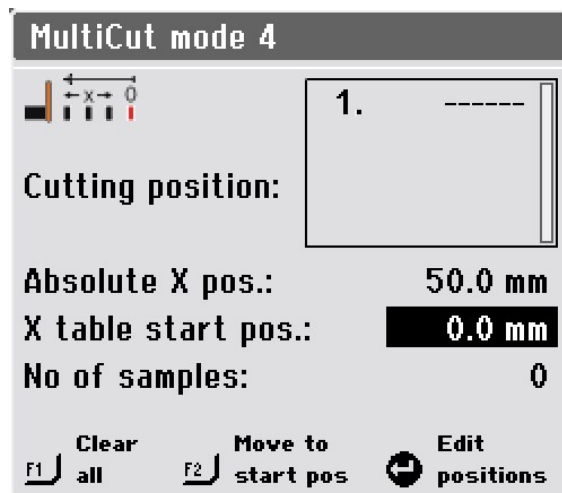 MultiCut mode 4
x 0
1. ------
Cutting position:
Absolute X pos.: 50.0 mm
X table start pos.: 0.0 mm
No of samples: 0
F1 Clear all F2 Move to start pos Edit positions